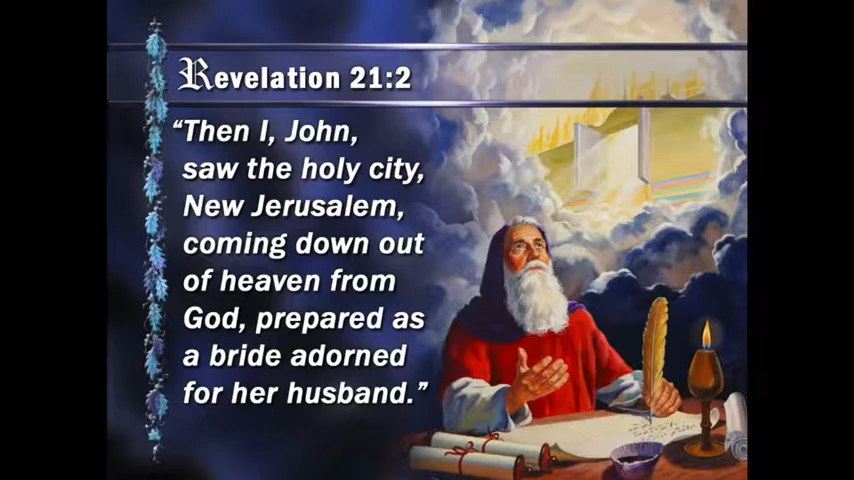 Revelation 21:2
“Then I, John,
saw the holy city,
New Jerusalem,
coming down out
of heaven from
God, prepared as
a bride adorned
for her husband.”